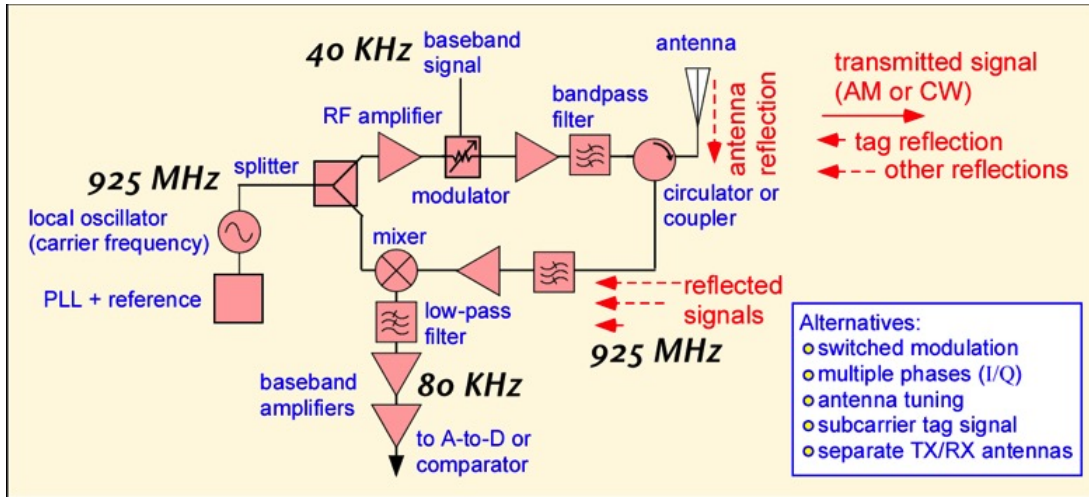 40 KHz
baseband
signal
antenna
transmitted signal
(AM or CW)
bandpass
filter
RF amplifier
antenna
reflection
tag reflection
other reflections
925 MHz
splitter
modulator
circulator or
coupler
local oscillator
(carrier frequency)
mixer
PLL + reference
low-pass
filter
reflected
signals
925 MHz
baseband
amplifiers
80 KHz
to A-to-D or
comparator
Alternatives:
switched modulation
multiple phases (I/Q)
antenna tuning
subcarrier tag signal
separate TX/RX antennas